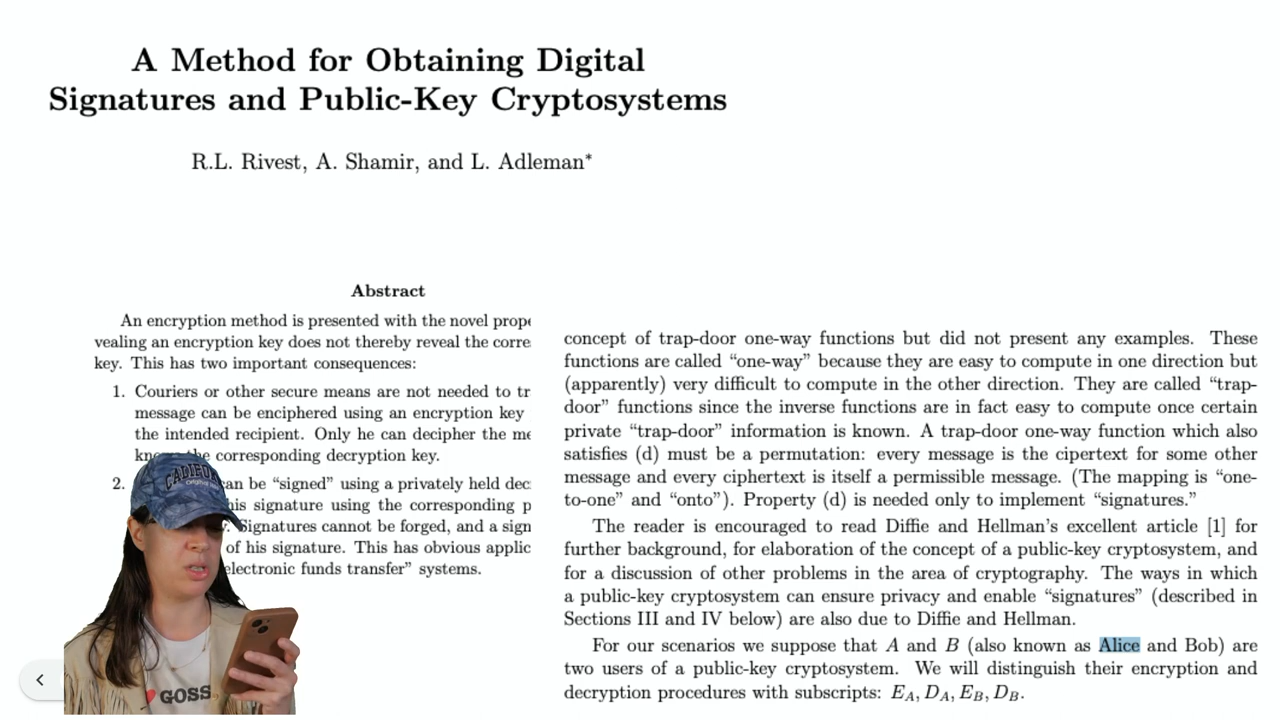 A Method for Obtaining Digital
Signatures and Public-Key Cryptosystems
R.L. Rivest, A. Shamir, and L. Adleman*
Abstract
An encryption method is presented with the novel prope
vealing an encryption key does not thereby reveal the corre
key. This has two important consequences:
1. Couriers or other secure means are not needed to tr
message can be enciphered using an encryption key
the intended recipient. Only he can decipher the me
corresponding decryption key.
2. can be “signed” using a privately held dec
his signature using the corresponding p
Signatures cannot be forged, and a sign
of his signature. This has obvious applic
electronic funds transfer” systems.
concept of trap-door one-way functions but did not present any examples. These
functions are called “one-way” because they are easy to compute in one direction but
(apparently) very difficult to compute in the other direction. They are called “trap-
door” functions since the inverse functions are in fact easy to compute once certain
private “trap-door” information is known. A trap-door one-way function which also
satisfies (d) must be a permutation: every message is the cipertext for some other
message and every ciphertext is itself a permissible message. (The mapping is “one-
to-one” and “onto”). Property (d) is needed only to implement “signatures.”
The reader is encouraged to read Diffie and Hellman’s excellent article [1] for
further background, for elaboration of the concept of a public-key cryptosystem, and
for a discussion of other problems in the area of cryptography. The ways in which
a public-key cryptosystem can ensure privacy and enable “signatures” (described in
Sections III and IV below) are also due to Diffie and Hellman.
For our scenarios we suppose that A and B (also known as Alice and Bob) are
two users of a public-key cryptosystem. We will distinguish their encryption and
decryption procedures with subscripts: E_A, D_A, E_B, D_B.
CALIFOR
original
GOSS